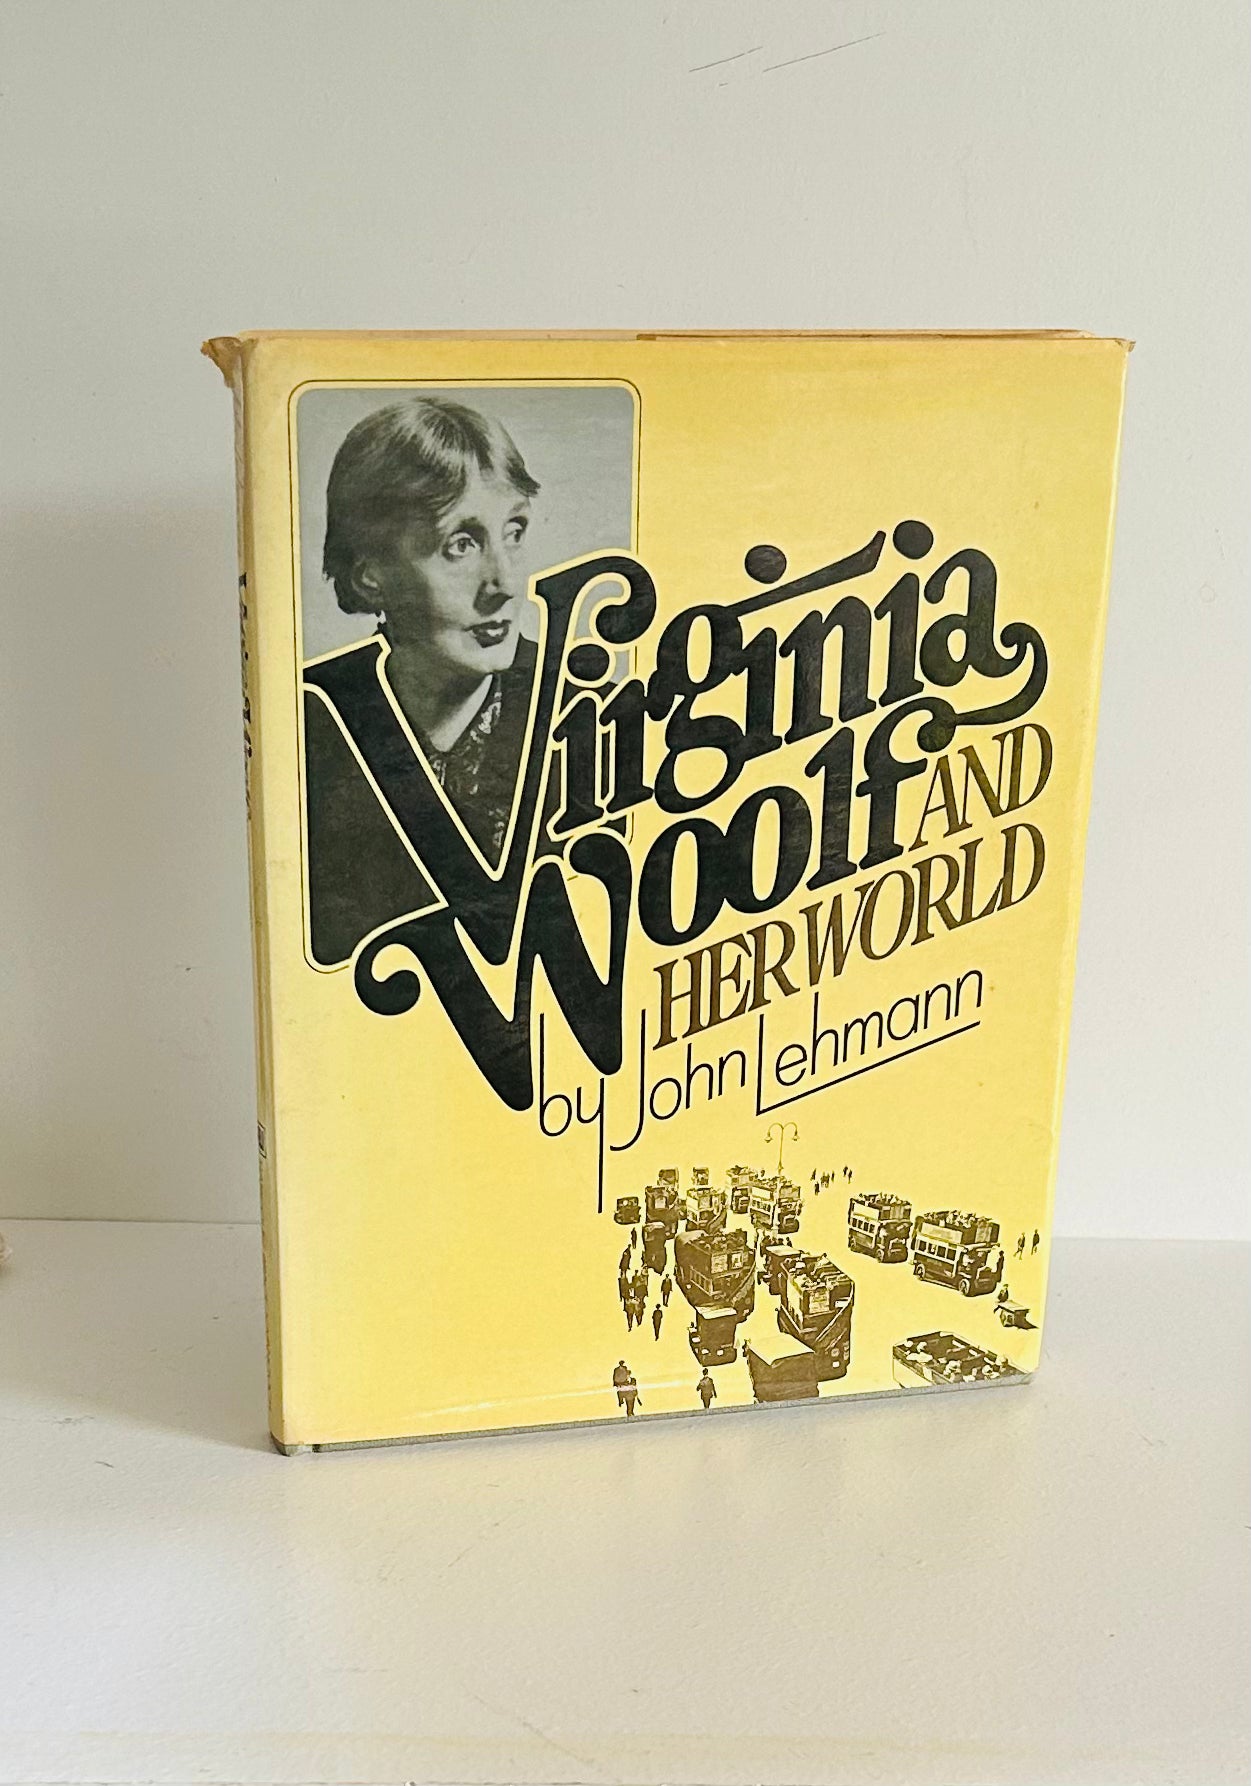 Virginia
Woolf AND
HER WORLD
by John Lehmann